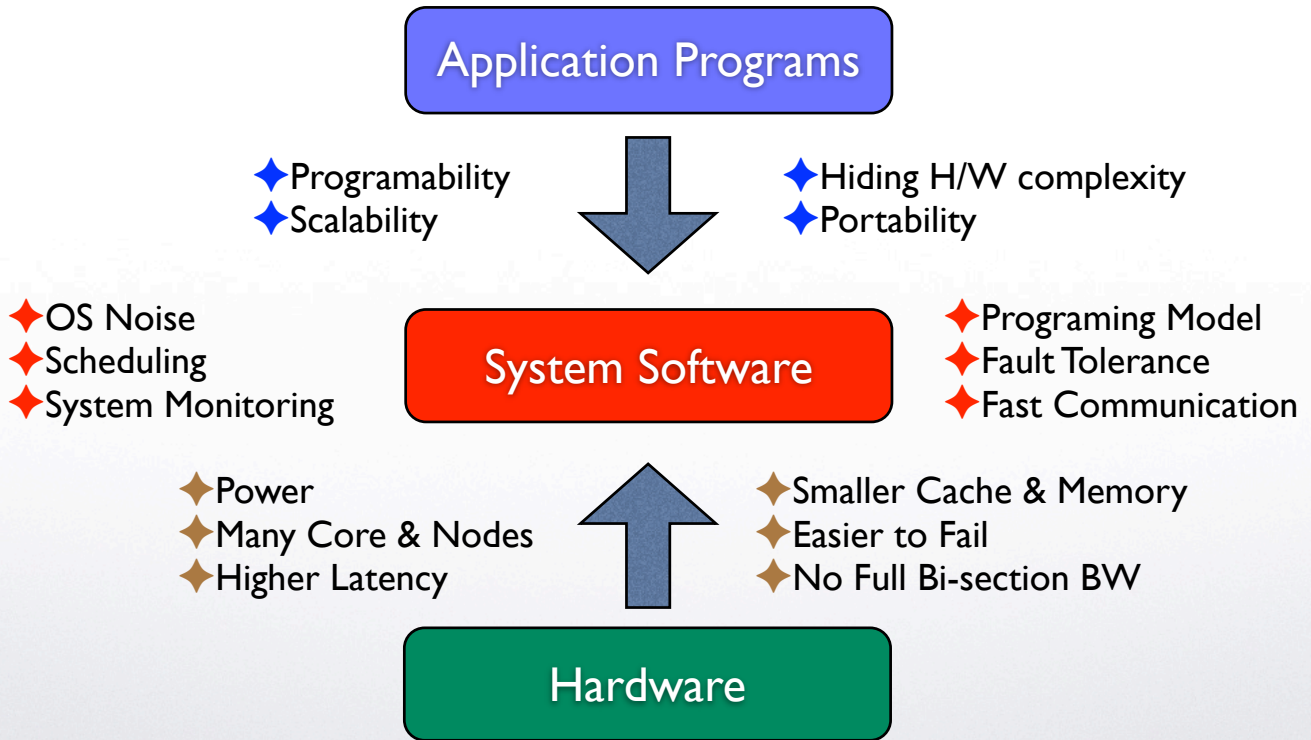 Application Programs
Programability
Scalability
Hiding H/W complexity
Portability
OS Noise
Scheduling
System Monitoring
System Software
Programing Model
Fault Tolerance
Fast Communication
Power
Many Core & Nodes
Higher Latency
Smaller Cache & Memory
Easier to Fail
No Full Bi-section BW
Hardware